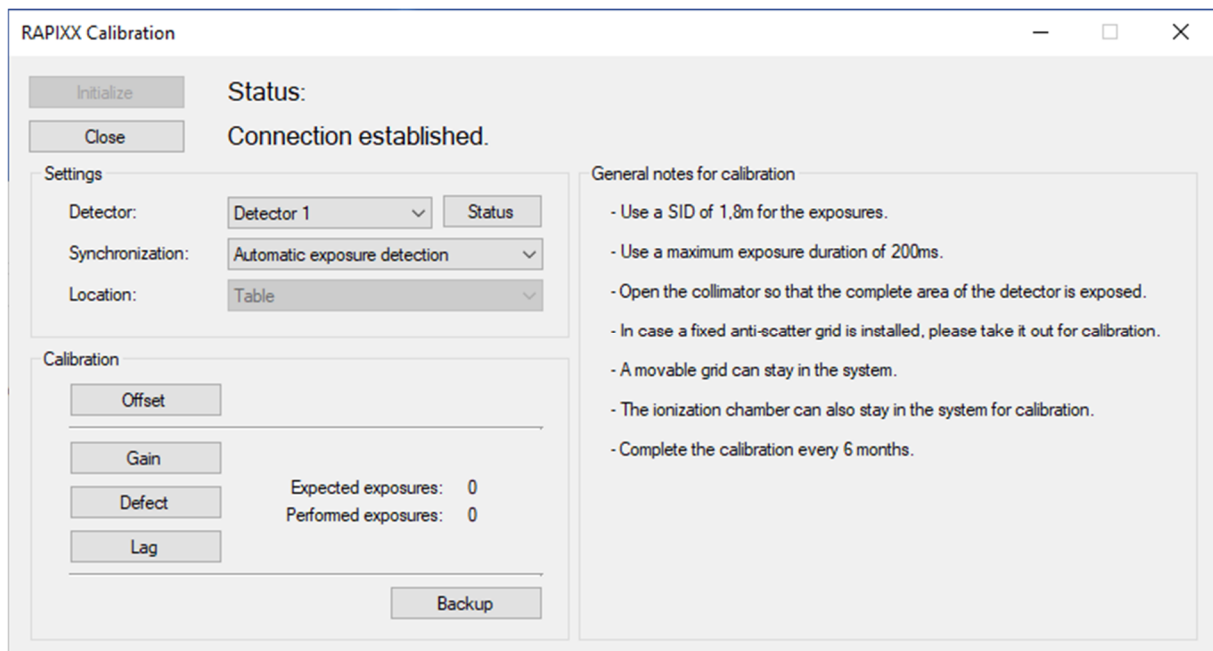 RAPIXX Calibration
Initialize
Status:
Close
Connection established.
Settings
Detector:
Detector 1
Status
Synchronization:
Automatic exposure detection
Location:
Table
Calibration
Offset
Gain
Defect
Expected exposures: 0
Performed exposures: 0
Lag
Backup
General notes for calibration
- Use a SID of 1,8m for the exposures.
- Use a maximum exposure duration of 200ms.
- Open the collimator so that the complete area of the detector is exposed.
- In case a fixed anti-scatter grid is installed, please take it out for calibration.
- A movable grid can stay in the system.
- The ionization chamber can also stay in the system for calibration.
- Complete the calibration every 6 months.